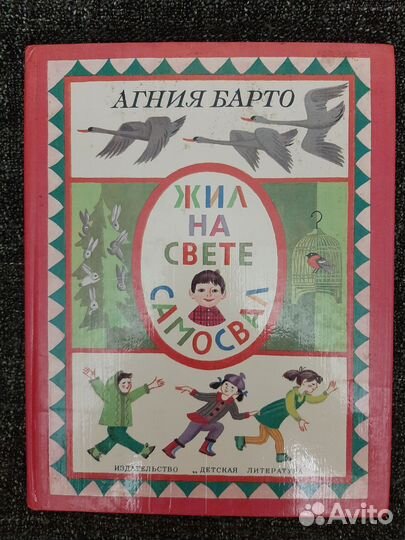 АГНИЯ БАРТО
ЖИЛ
НА
СВЕТЕ
САМОСВАЛ
ИЗДАТЕЛЬСТВО „ДЕТСКАЯ ЛИТЕРАТУРА
Avito